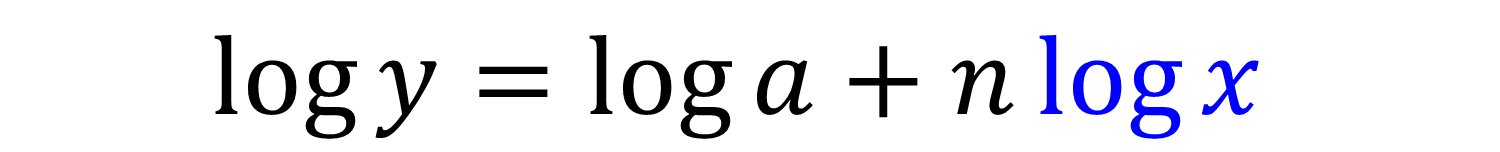 log y = log a + n log x